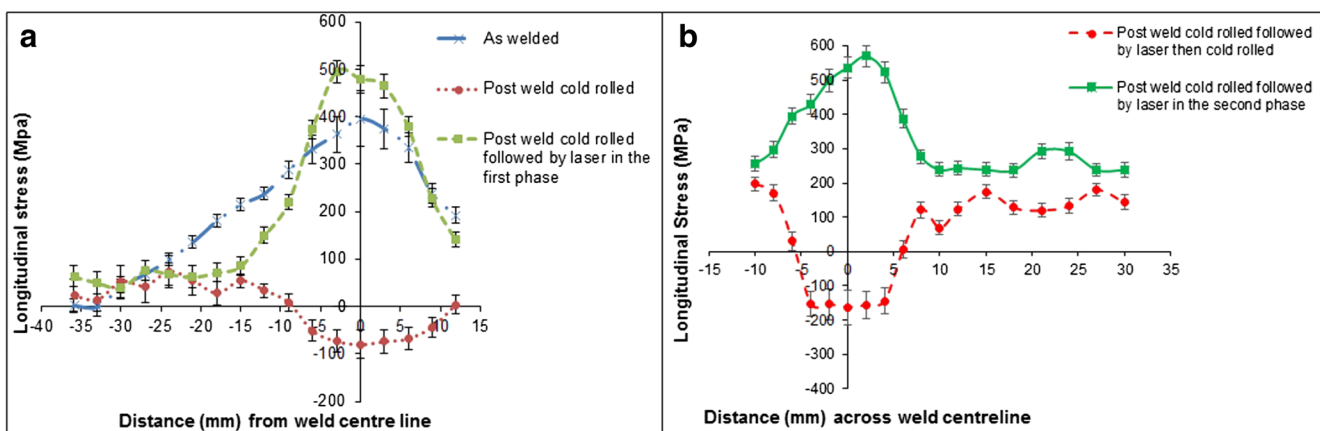 a
600
500
400
300
200
100
0
-100
-200
-40 -35 -30 -25 -20 -15 -10 -5 0 5 10 15
Longitudinal stress (Mpa)
Distance (mm) from weld centre line
As welded
Post weld cold rolled
Post weld cold rolled
followed by laser in the
first phase
b
600
500
400
300
200
100
0
-100
-200
-300
-400
-15 -10 -5 0 5 10 15 20 25 30 35
Longitudinal Stress (MPa)
Distance (mm) across weld centreline
Post weld cold rolled followed
by laser then cold rolled
Post weld cold rolled followed
by laser in the second phase